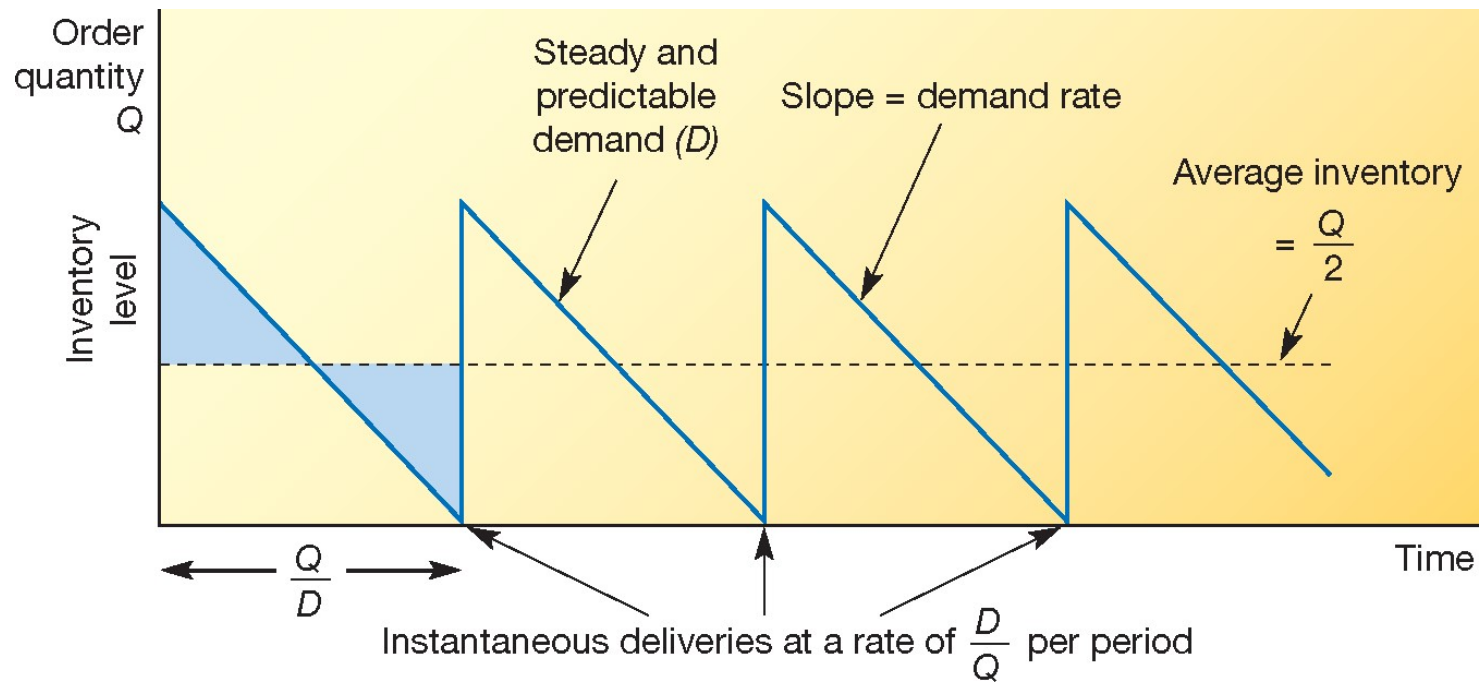 Order
quantity
Q
Steady and
predictable
demand (D)
Slope = demand rate
Average inventory
= Q/2
Inventory
level
Q/D
Time
Instantaneous deliveries at a rate of D/Q per period